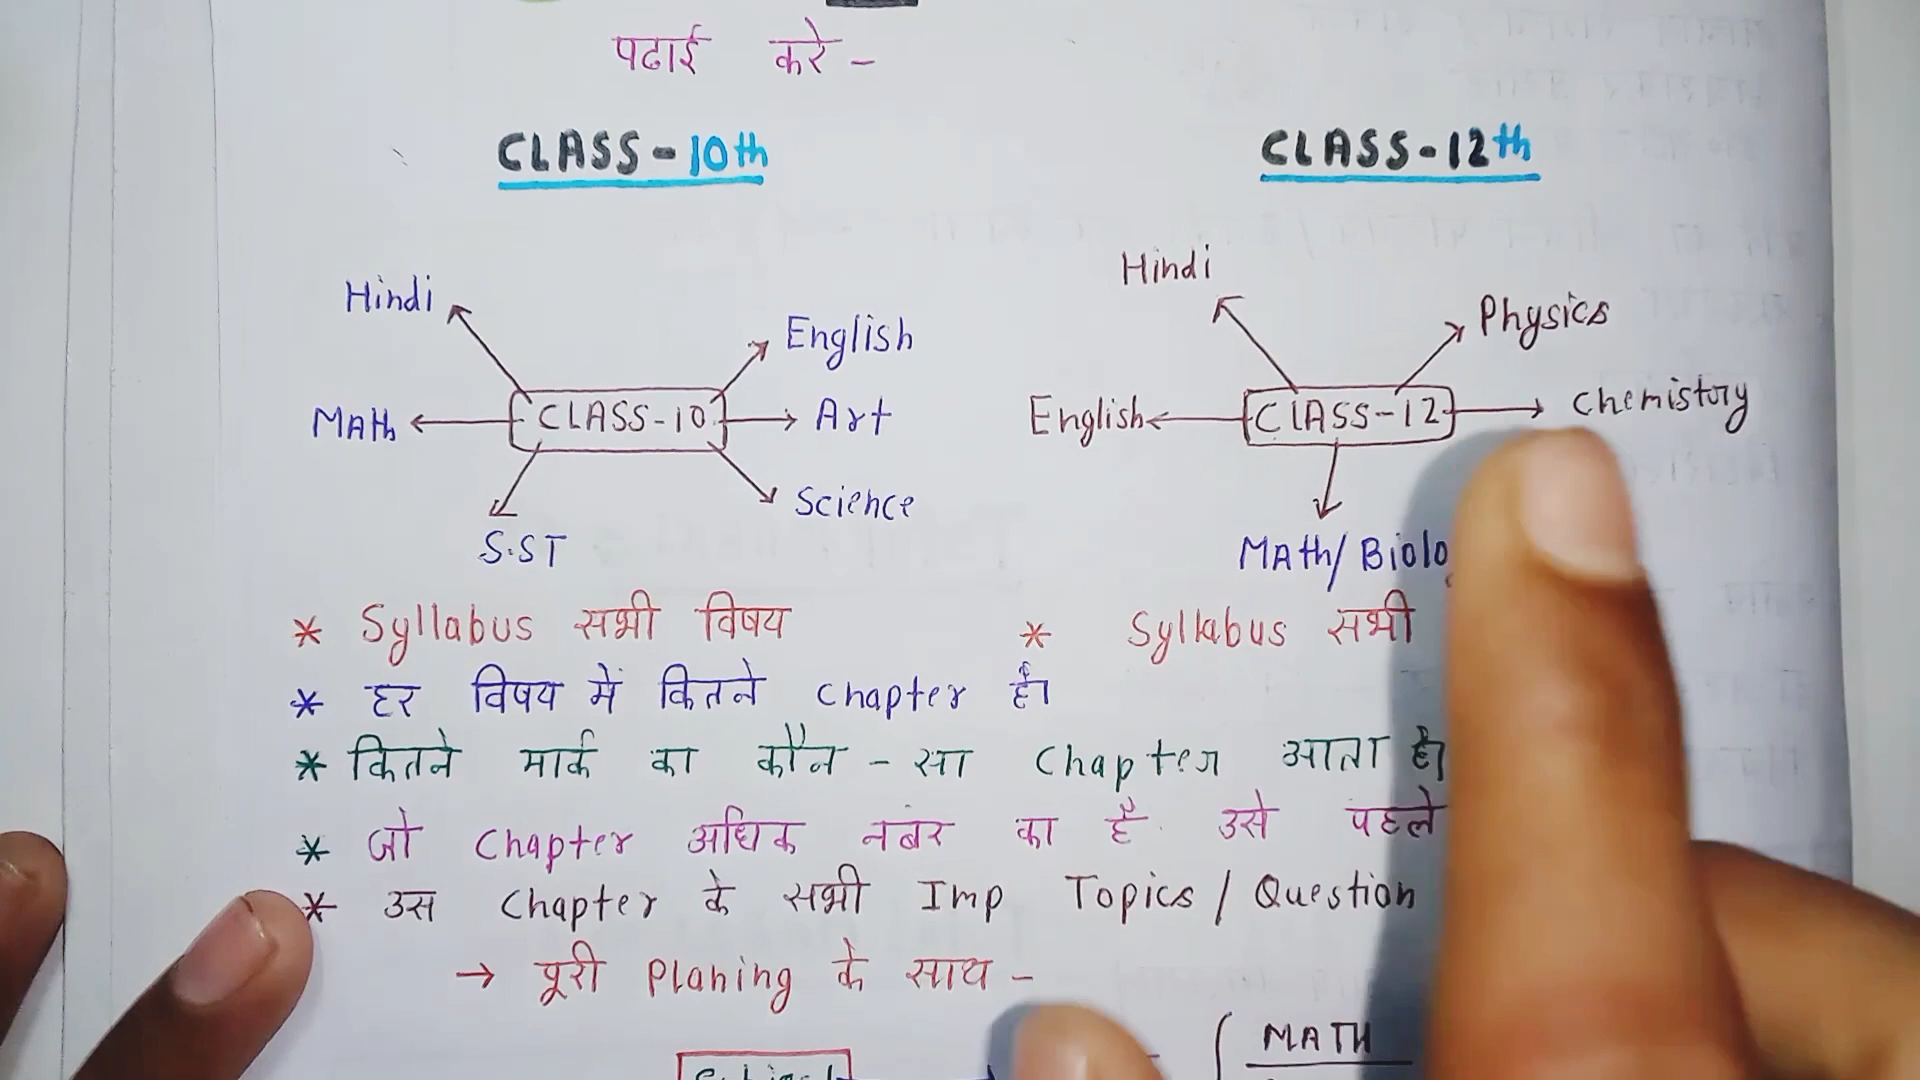 पढाई करे -
CLASS-10th
CLASS-12th
Hindi
English
MATH
CLASS-10
Art
Science
S.ST
Hindi
Physics
English
CLASS-12
Chemistory
MATH/
* Syllabus सभी विषय
* Syllabus सभी
* हर विषय में कितने Chapter हैं।
* कितने मार्क का कौन - सा Chapter आता है।
* जो Chapter अधिक नंबर का है उसे पहले
* उस Chapter के सभी Imp Topics / Question
→ पूरी Planing के साथ -
MATH